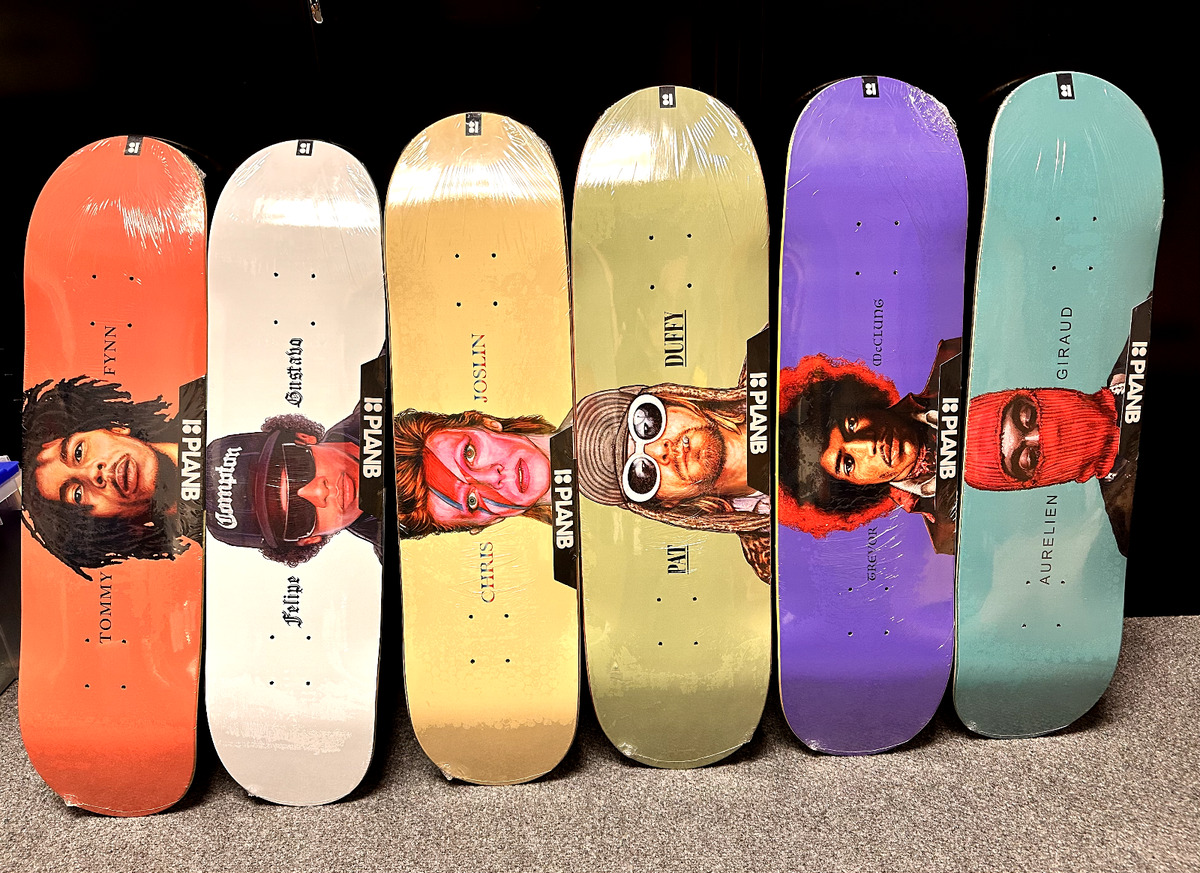 TOMMY FYNN
PLANB
Compton
Felipe Gustavo
PLANB
CHRIS JOSLIN
PLANB
PAT DUFFY
PLANB
TREVOR McCLUNG
PLANB
AURELIEN GIRAUD
PLANB